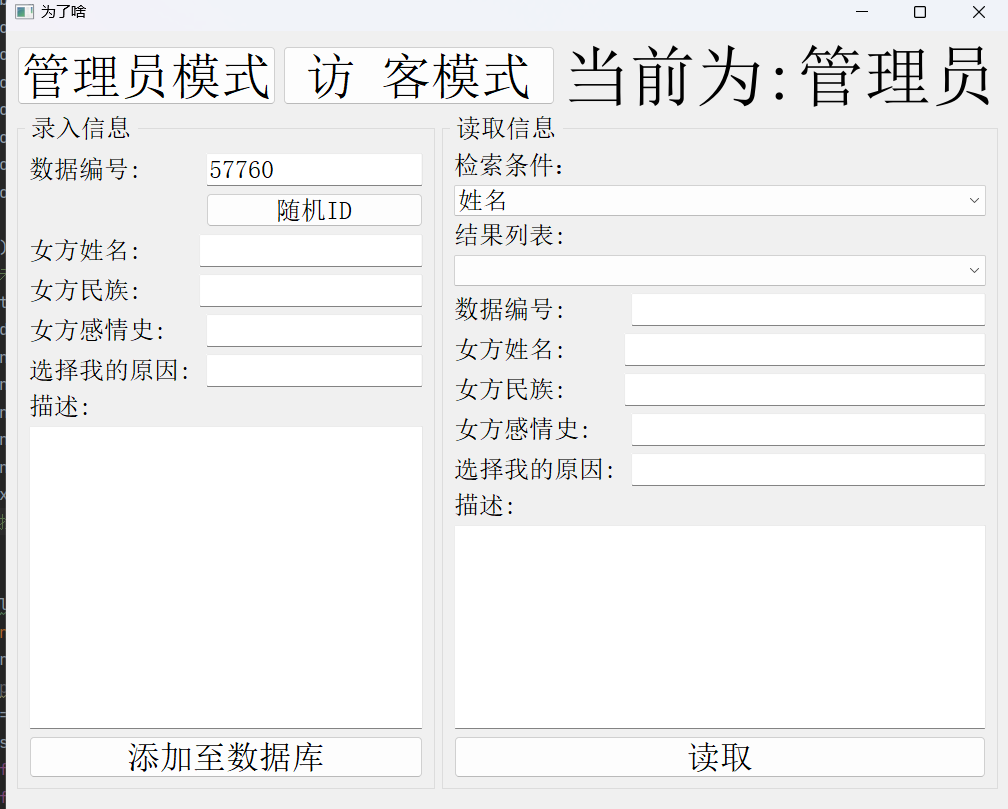 为了啥
管理员模式 访 客模式 当前为:管理员
录入信息
数据编号: 57760
随机ID
女方姓名:
女方民族:
女方感情史:
选择我的原因:
描述:
添加至数据库
读取信息
检索条件:
姓名
结果列表:
数据编号:
女方姓名:
女方民族:
女方感情史:
选择我的原因:
描述:
读取